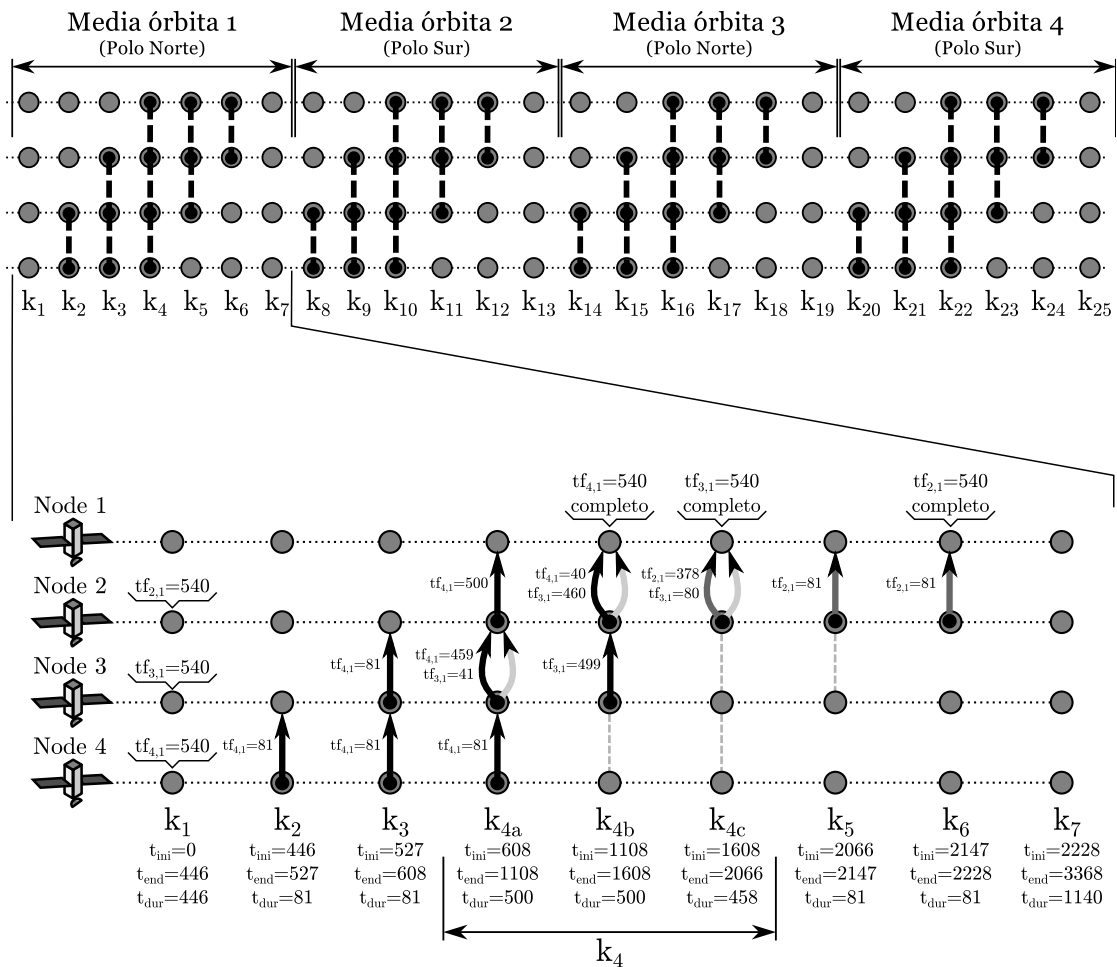 Media órbita 1 Media órbita 2 Media órbita 3 Media órbita 4
(Polo Norte) (Polo Sur) (Polo Norte) (Polo Sur)
k1 k2 k3 k4 k5 k6 k7 k8 k9 k10 k11 k12 k13 k14 k15 k16 k17 k18 k19 k20 k21 k22 k23 k24 k25
tf4,1=540 tf3,1=540 tf2,1=540
completo completo completo
Node 1
tf4,1=500
tf4,1=40
tf3,1=460
tf2,1=378
tf3,1=80
tf2,1=81
tf2,1=81
Node 2
tf2,1=540
tf4,1=81
tf4,1=459
tf3,1=41
tf3,1=499
Node 3
tf3,1=540
tf4,1=81
tf4,1=81
tf4,1=81
Node 4
tf4,1=540
k1 k2 k3 k4a k4b k4c k5 k6 k7
tini=0 tini=446 tini=527 tini=608 tini=1108 tini=1608 tini=2066 tini=2147 tini=2228
tend=446 tend=527 tend=608 tend=1108 tend=1608 tend=2066 tend=2147 tend=2228 tend=3368
tdur=446 tdur=81 tdur=81 tdur=500 tdur=500 tdur=458 tdur=81 tdur=81 tdur=1140
k4